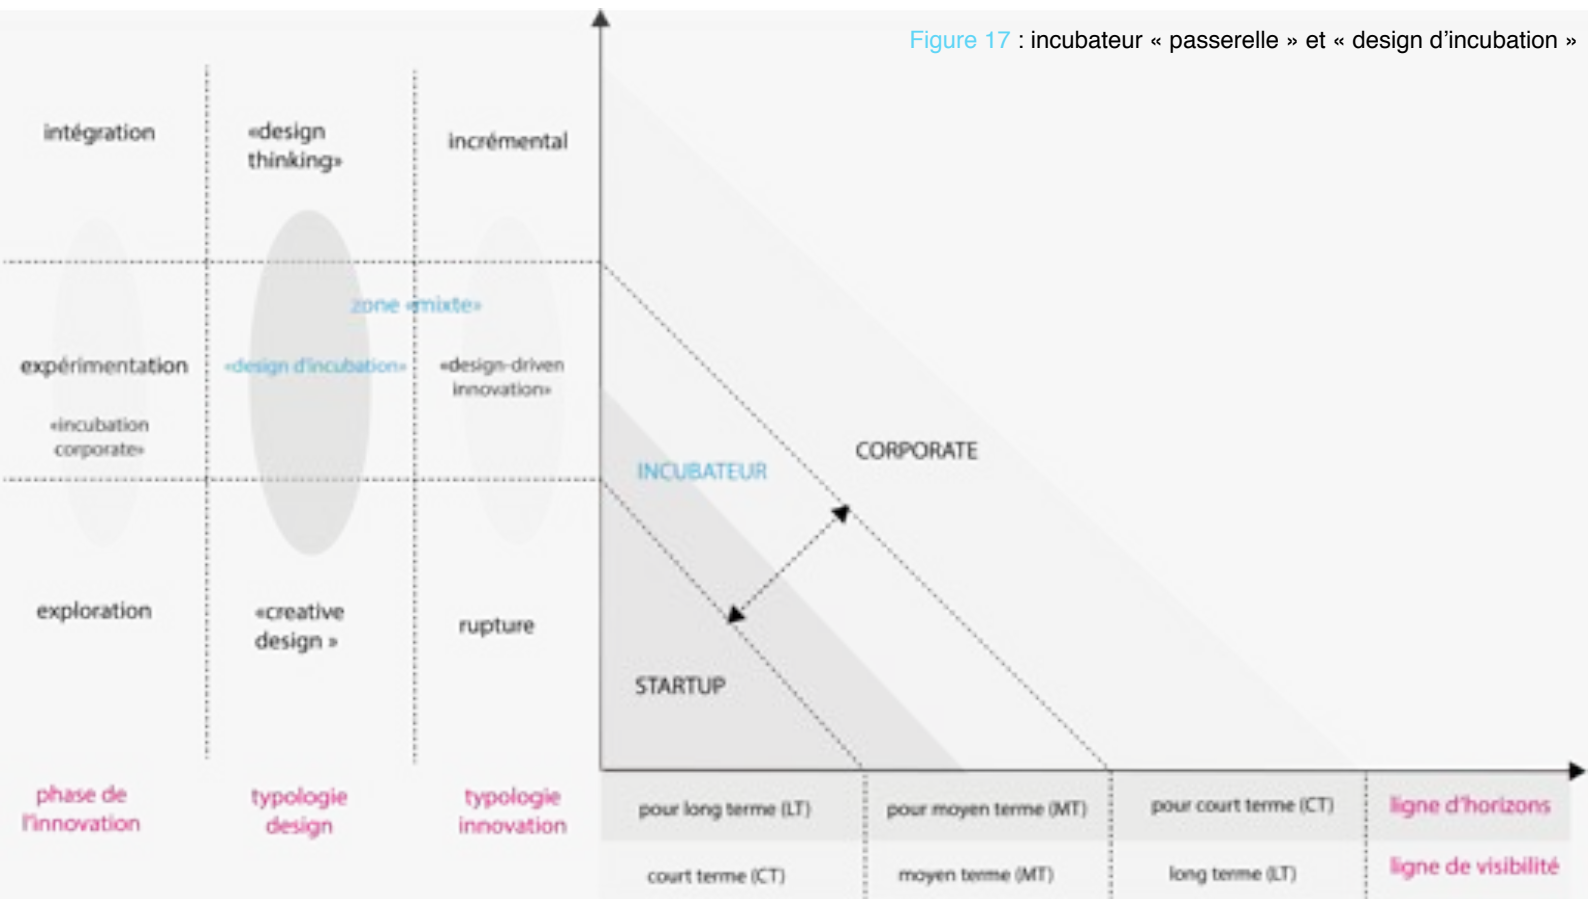 Figure 17 : incubateur « passerelle » et « design d'incubation »
intégration
«design
thinking»
incrémental
zone «mixte»
expérimentation
«design d'incubation»
«design-driven
innovation»
«incubation
corporate»
CORPORATE
INCUBATEUR
exploration
«creative
design »
rupture
STARTUP
phase de
l'innovation
typologie
design
typologie
innovation
pour long terme (LT)
pour moyen terme (MT)
pour court terme (CT)
ligne d'horizons
court terme (CT)
moyen terme (MT)
long terme (LT)
ligne de visibilité